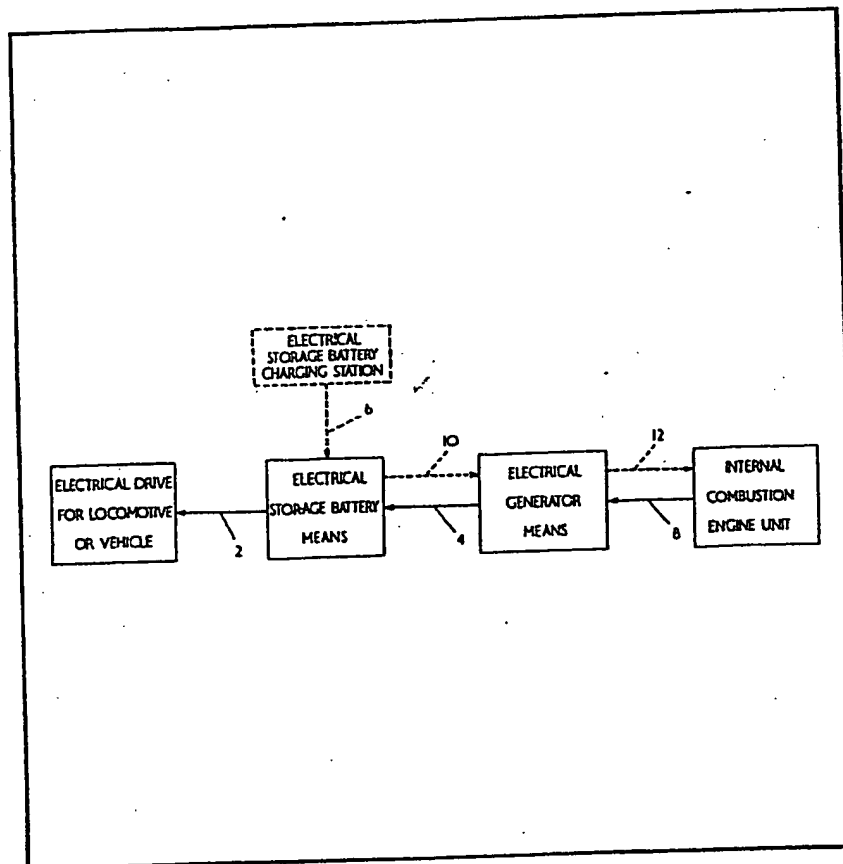 ELECTRICAL
STORAGE BATTERY
CHARGING STATION
6
ELECTRICAL DRIVE
FOR LOCOMOTIVE
OR VEHICLE
2
ELECTRICAL
STORAGE BATTERY
MEANS
10
4
ELECTRICAL
GENERATOR
MEANS
12
8
INTERNAL
COMBUSTION
ENGINE UNIT